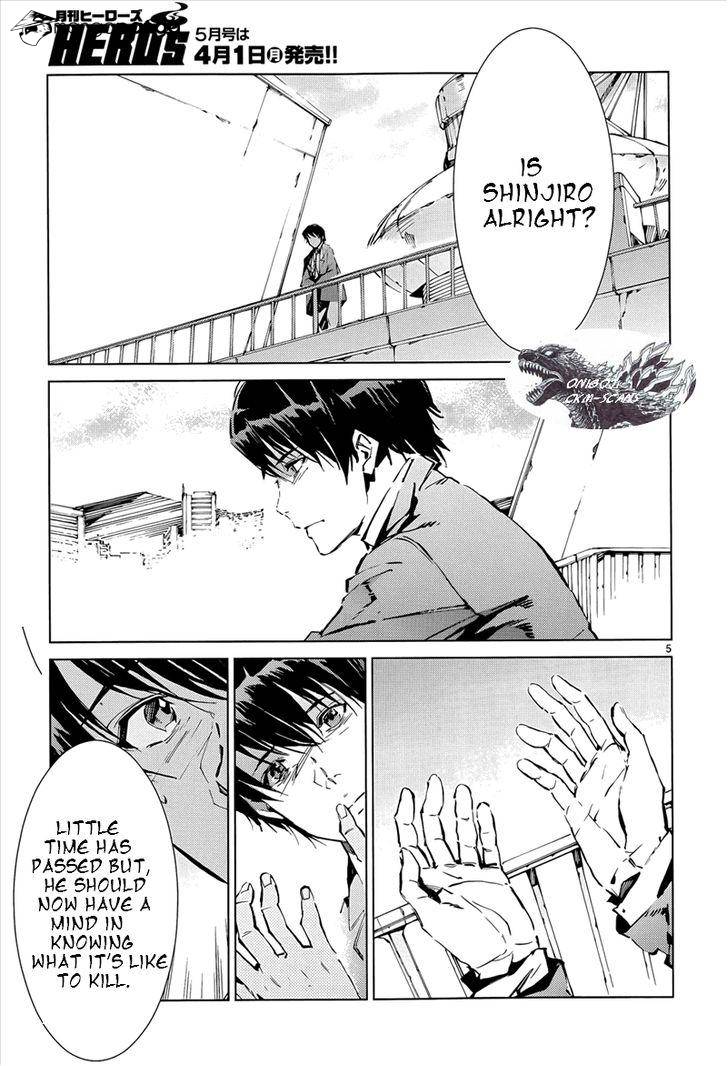 月刊ヒーローズ
HEROS
5月号は
4月1日(月)発売!!
IS
SHINJIRO
ALRIGHT?
CKM-SCANS
5
LITTLE
TIME HAS
PASSED BUT,
HE SHOULD
NOW HAVE A
MIND IN
KNOWING
WHAT IT'S LIKE
TO KILL.